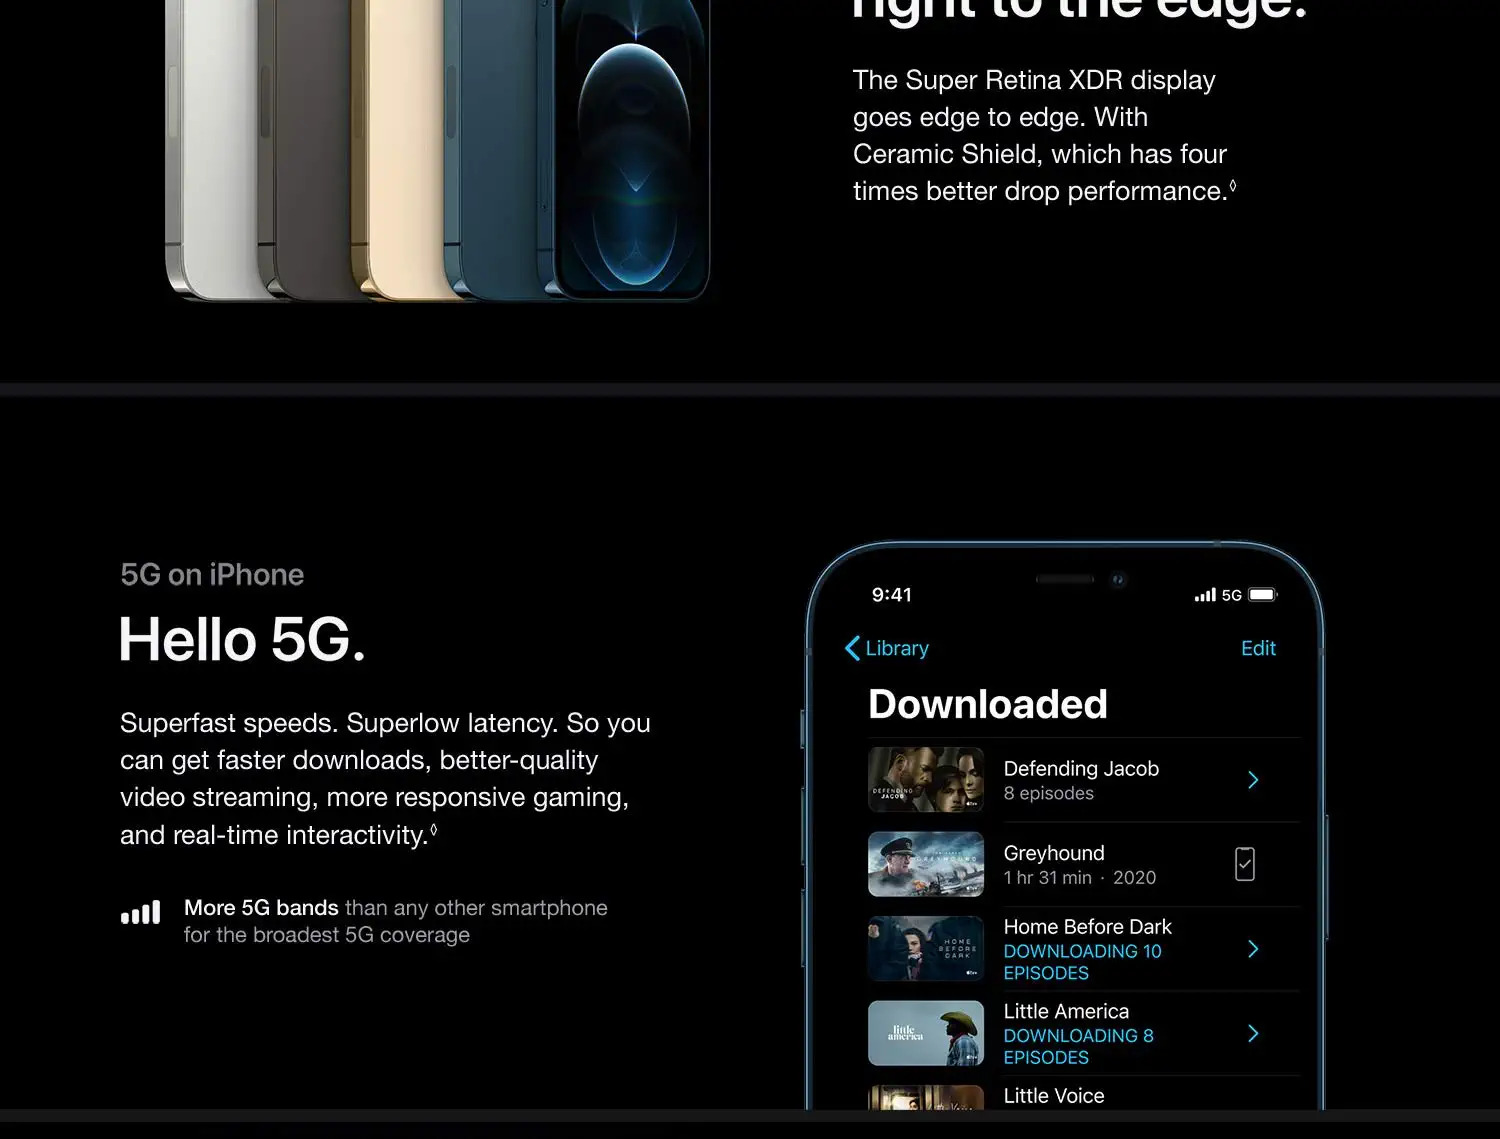 right to the edge.
The Super Retina XDR display
goes edge to edge. With
Ceramic Shield, which has four
times better drop performance.◊
5G on iPhone
Hello 5G.
Superfast speeds. Superlow latency. So you
can get faster downloads, better-quality
video streaming, more responsive gaming,
and real-time interactivity.◊
More 5G bands than any other smartphone
for the broadest 5G coverage
9:41
5G
Library
Edit
Downloaded
DEFENDING
JACOB
Defending Jacob
8 episodes
GREYHOUND
Greyhound
1 hr 31 min · 2020
HOME
BEFORE
DARK
Home Before Dark
DOWNLOADING 10
EPISODES
little
america
Little America
DOWNLOADING 8
EPISODES
Little Voice